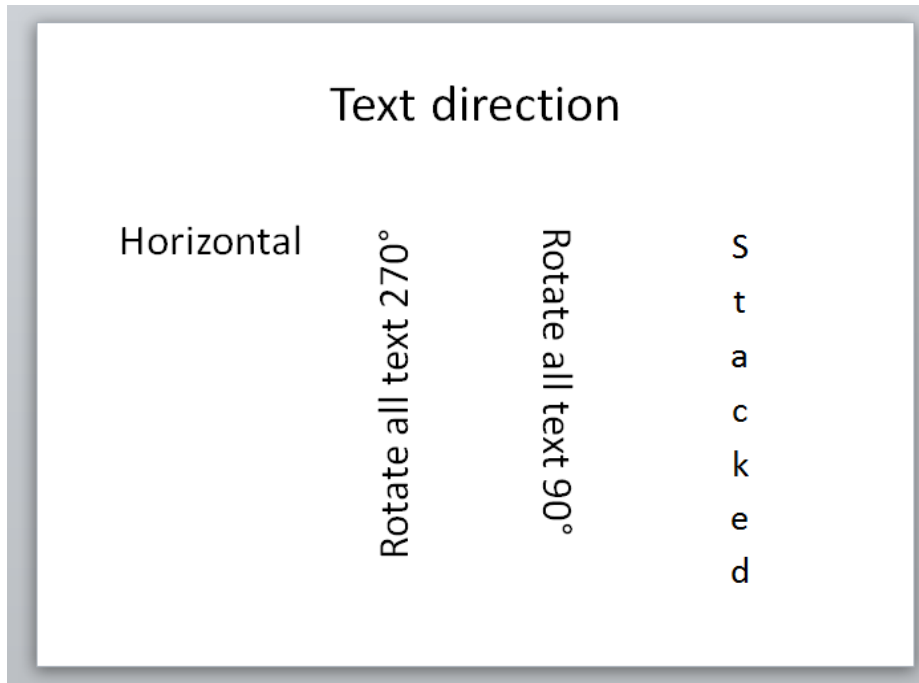 Text direction
Horizontal
Rotate all text 270°
Rotate all text 90°
Stacked